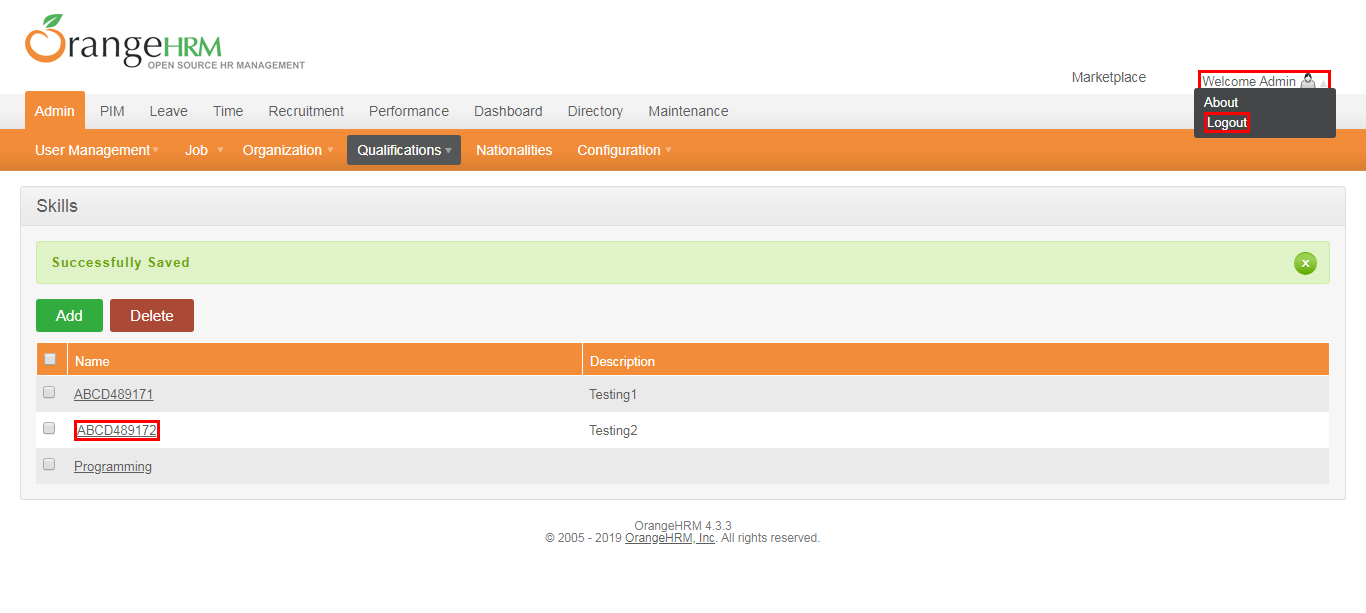 OrangeHRM
OPEN SOURCE HR MANAGEMENT
Marketplace
Welcome Admin
About
Logout
Admin PIM Leave Time Recruitment Performance Dashboard Directory Maintenance
User Management Job Organization Qualifications Nationalities Configuration
Skills
Successfully Saved
Add Delete
Name Description
ABCD489171 Testing1
ABCD489172 Testing2
Programming
OrangeHRM 4.3.3
© 2005 - 2019 OrangeHRM, Inc. All rights reserved.